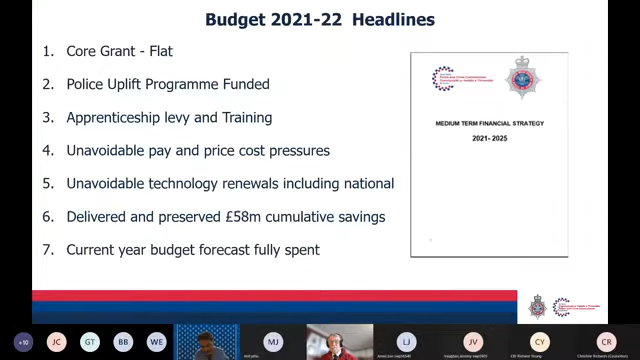 Budget 2021-22 Headlines
1. Core Grant - Flat
2. Police Uplift Programme Funded
3. Apprenticeship levy and Training
4. Unavoidable pay and price cost pressures
5. Unavoidable technology renewals including national
6. Delivered and preserved £58m cumulative savings
7. Current year budget forecast fully spent
MEDIUM TERM FINANCIAL STRATEGY
2021- 2025
+10
JC
GT
BB
WE
MJ
LJ
JV
CY
CR